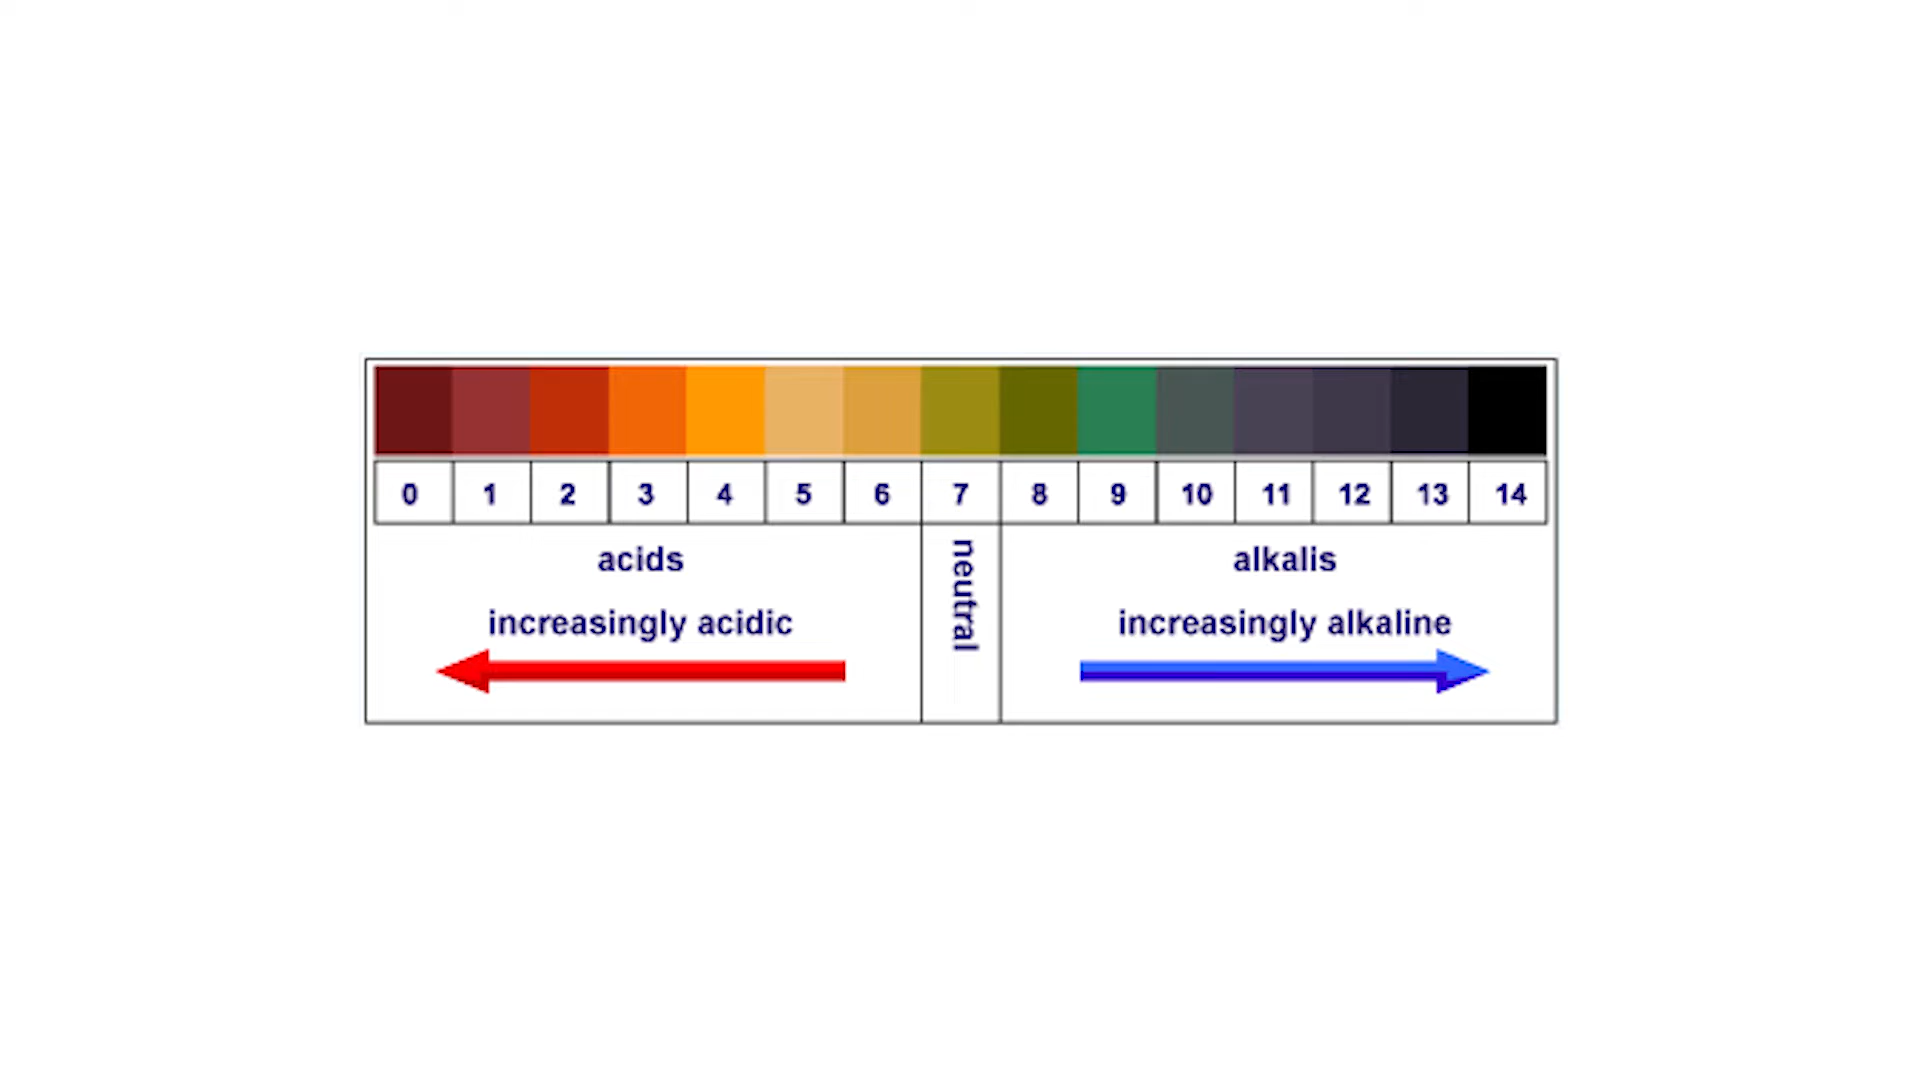 0 1 2 3 4 5 6 7 8 9 10 11 12 13 14
acids
increasingly acidic
neutral
alkalis
increasingly alkaline